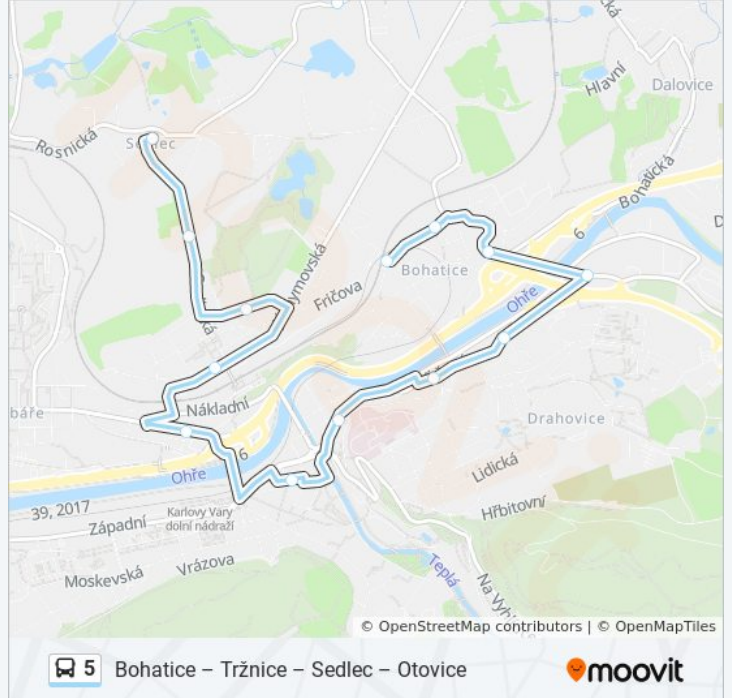 Hlavní
Dalovice
Rosnická
Sedlec
Bohatická
6
Bohatice
Fričova
Ohře
Nákladní
Drahovice
6
Lidická
Ohře
Hřbitovní
39, 2017
Západní
Karlovy Vary
dolní nádraží
Vrázova
Moskevská
Teplá
© OpenStreetMap contributors | © OpenMapTiles
5 Bohatice – Tržnice – Sedlec – Otovice
moovit